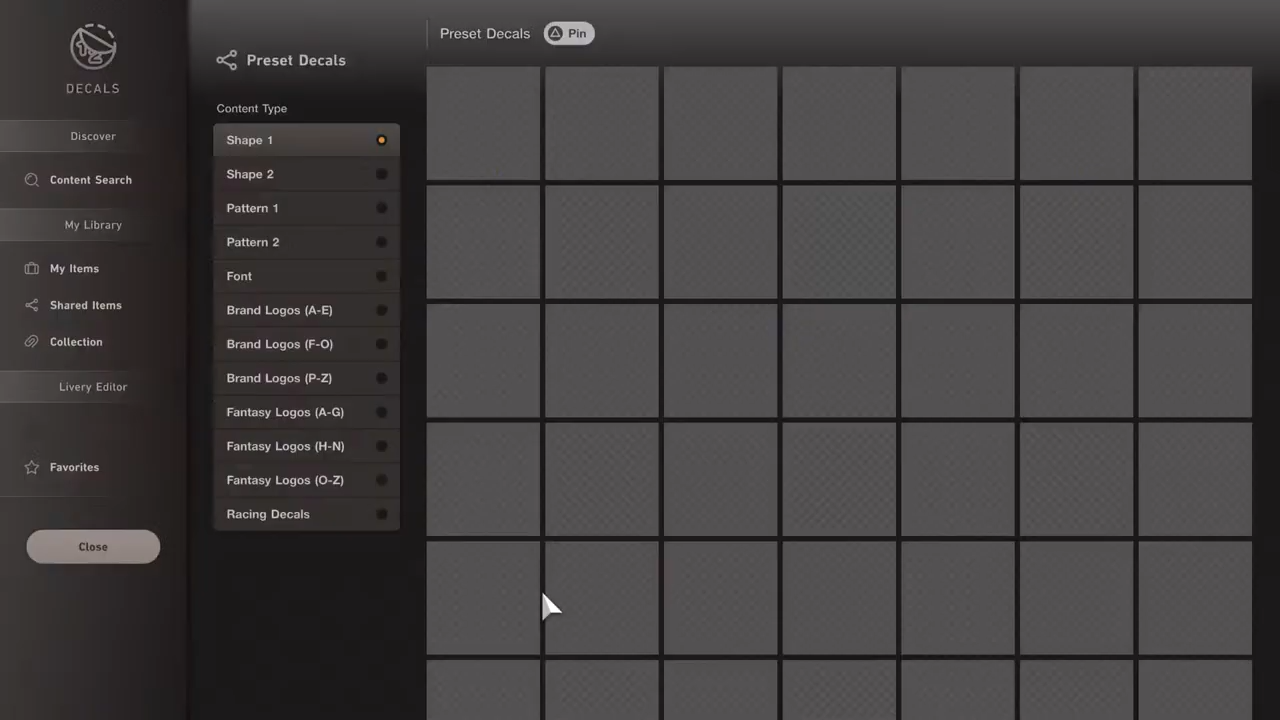 DECALS
Discover
Content Search
My Library
My Items
Shared Items
Collection
Livery Editor
Favorites
Close
Preset Decals
Content Type
Shape 1
Shape 2
Pattern 1
Pattern 2
Font
Brand Logos (A-E)
Brand Logos (F-O)
Brand Logos (P-Z)
Fantasy Logos (A-G)
Fantasy Logos (H-N)
Fantasy Logos (O-Z)
Racing Decals
Preset Decals Pin